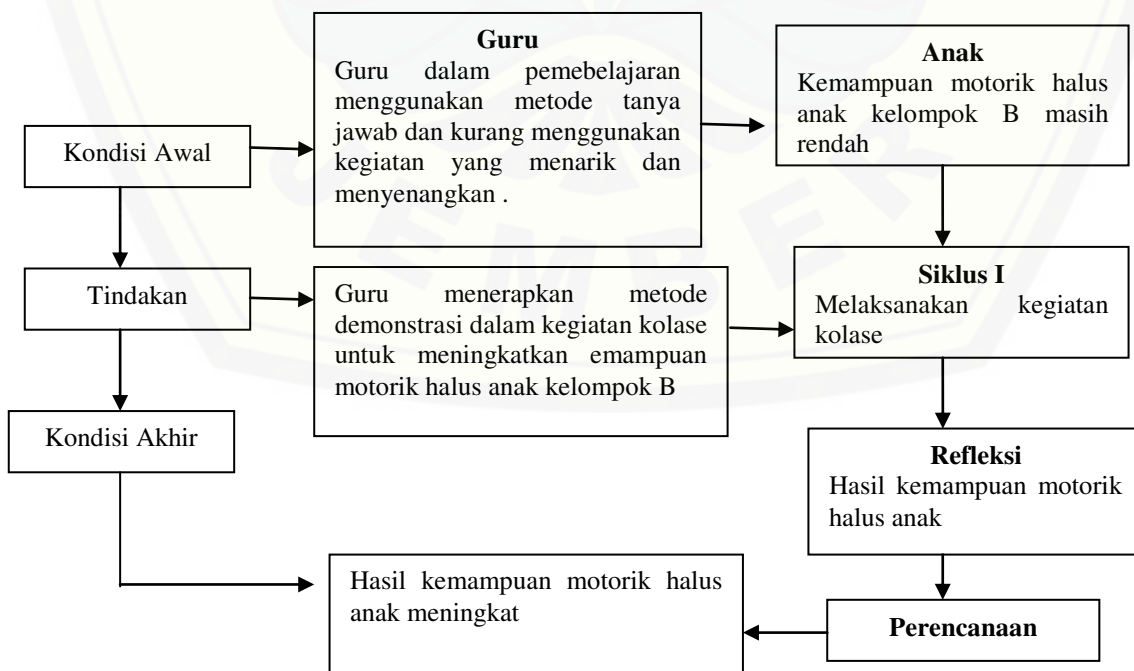 Guru
Guru dalam pemebelajaran
menggunakan metode tanya
jawab dan kurang menggunakan
kegiatan yang menarik dan
menyenangkan .
Anak
Kemampuan motorik halus
anak kelompok B masih
rendah
Kondisi Awal
Tindakan
Guru menerapkan metode
demonstrasi dalam kegiatan kolase
untuk meningkatkan emampuan
motorik halus anak kelompok B
Siklus I
Melaksanakan kegiatan
kolase
Kondisi Akhir
Refleksi
Hasil kemampuan motorik
halus anak
Hasil kemampuan motorik halus
anak meningkat
Perencanaan
JEMBER